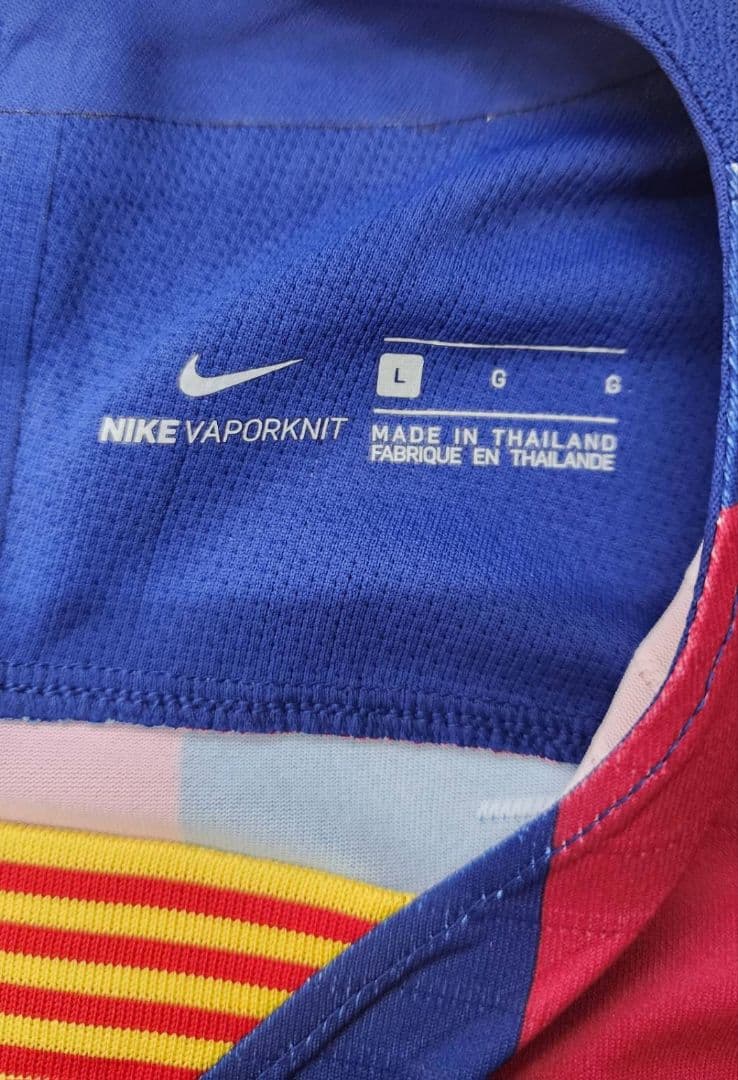 NIKE VAPORKNIT
L G G
MADE IN THAILAND
FABRIQUE EN THAILANDE